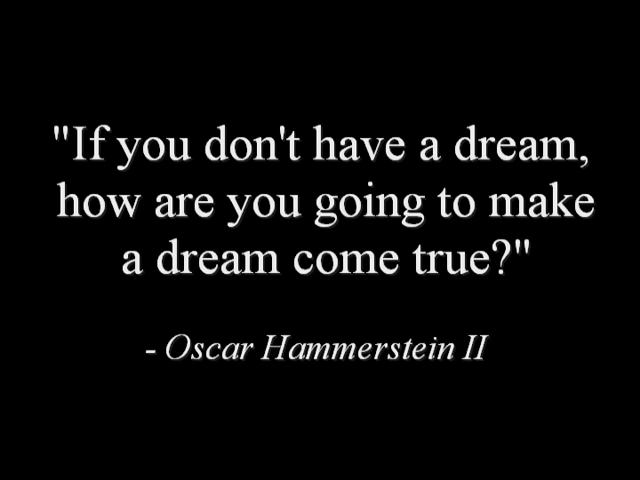 "If you don't have a dream,
how are you going to make
a dream come true?"
- Oscar Hammerstein II